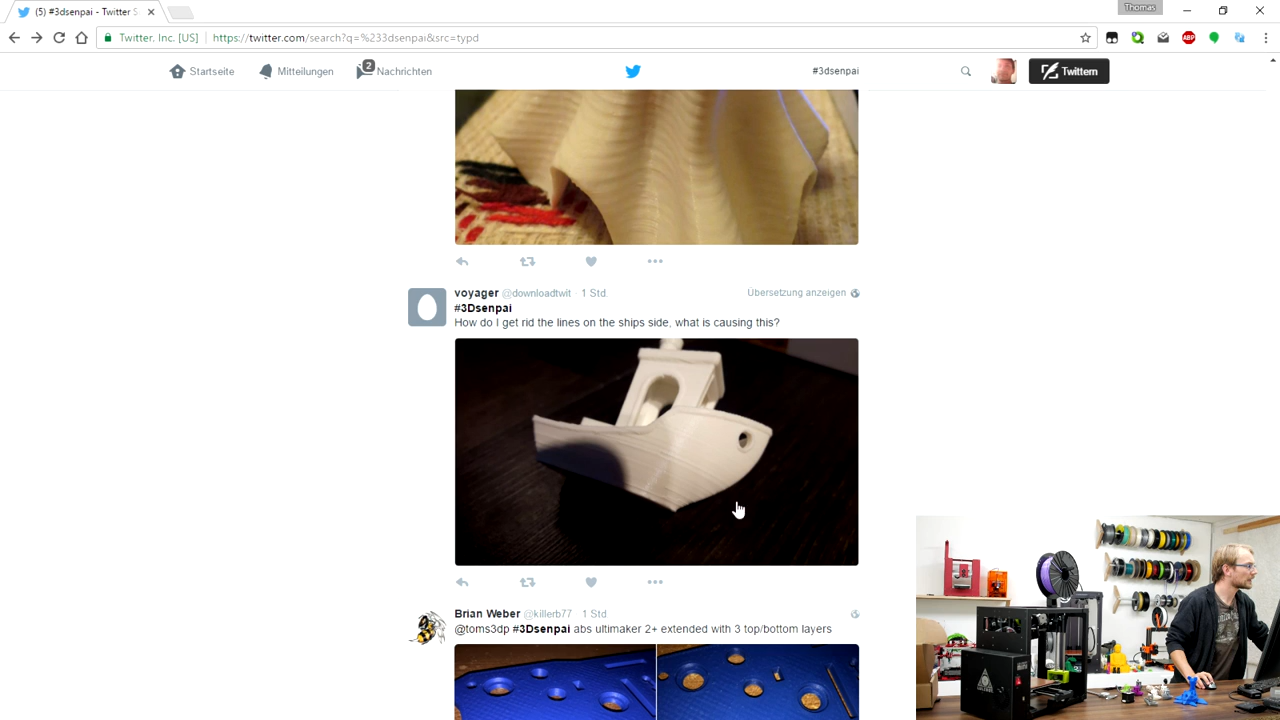 (5) #3dsenpai - Twitter S
Thomas
Twitter, Inc. [US]
https://twitter.com/search?q=%233dsenpai&src=typd
ABP
Startseite
Mitteilungen
2
Nachrichten
#3dsenpai
Twittern
voyager @downloadtwit · 1 Std.
Übersetzung anzeigen
#3Dsenpai
How do I get rid the lines on the ships side, what is causing this?
Brian Weber @killerb77 · 1 Std
@toms3dp #3Dsenpai abs ultimaker 2+ extended with 3 top/bottom layers